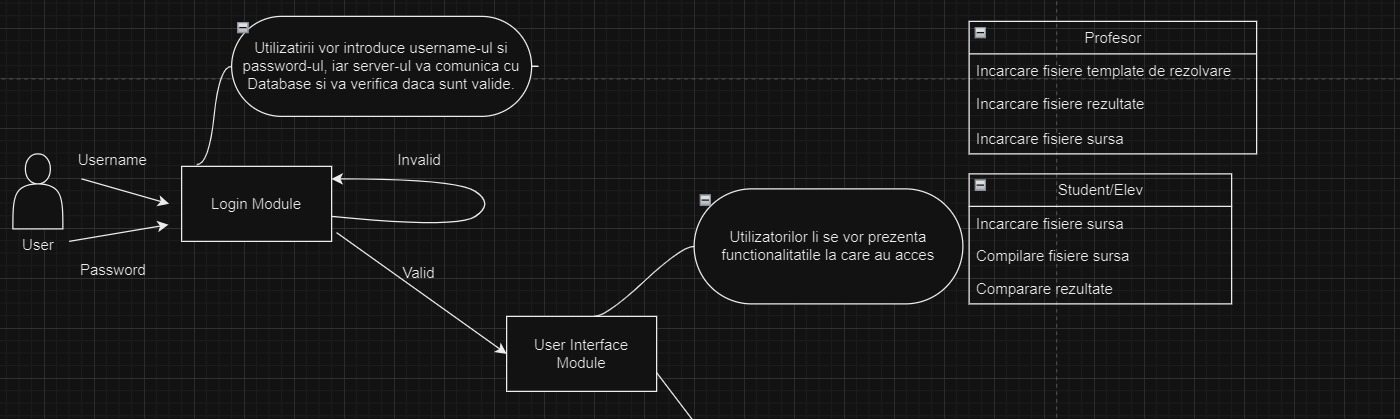 Utilizatirii vor introduce username-ul si
password-ul, iar server-ul va comunica cu
Database si va verifica daca sunt valide.
Username
User
Password
Login Module
Invalid
Valid
User Interface
Module
Utilizatorilor li se vor prezenta
functionalitatile la care au acces
Profesor
Incarcare fisiere template de rezolvare
Incarcare fisiere rezultate
Incarcare fisiere sursa
Student/Elev
Incarcare fisiere sursa
Compilare fisiere sursa
Comparare rezultate